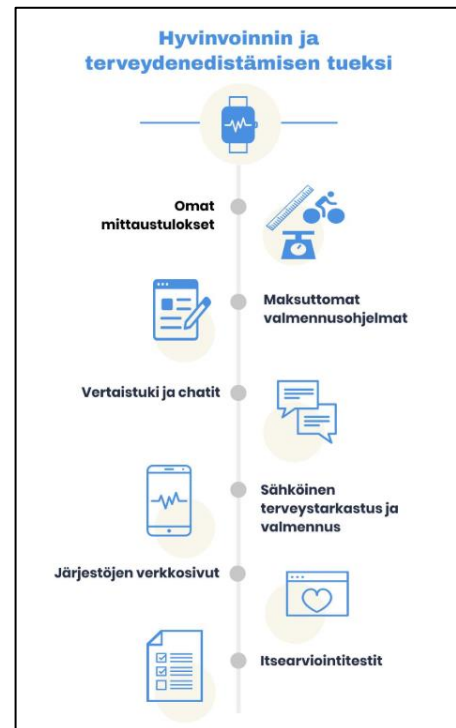 Hyvinvoinnin ja
terveydenedistämisen tueksi
Omat
mittaustulokset
Maksuttomat
valmennusohjelmat
Vertaistuki ja chatit
Sähköinen
terveystarkastus ja
valmennus
Järjestöjen verkkosivut
Itsearviointitestit